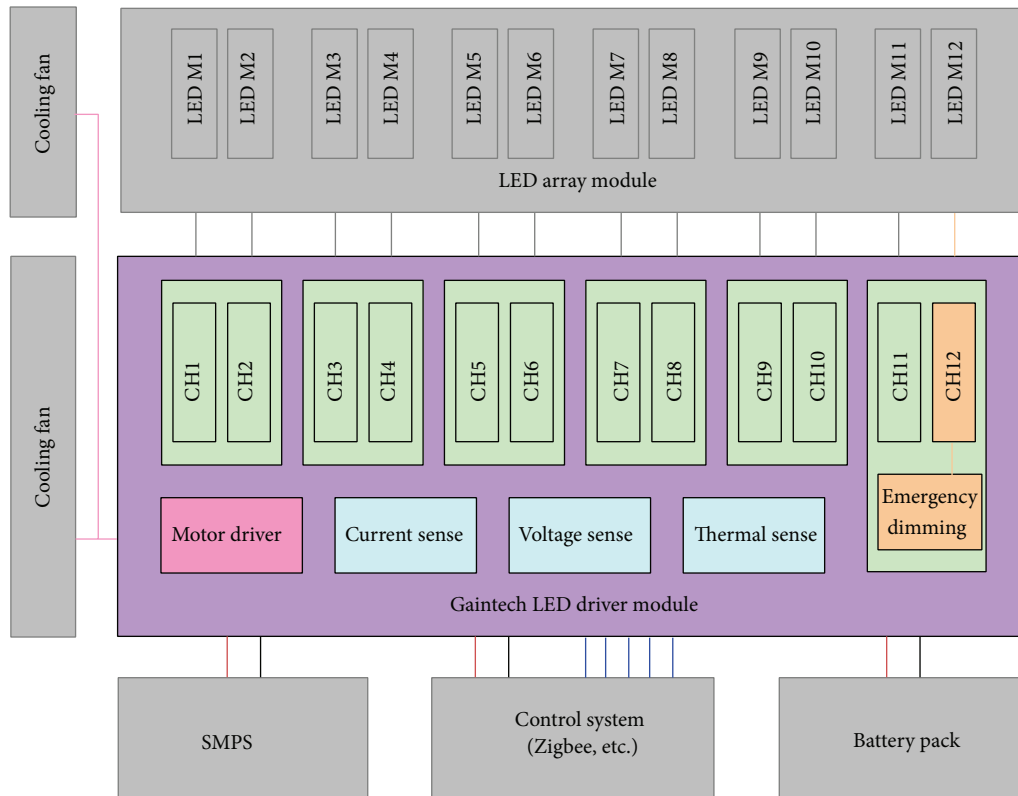 Cooling fan
LED M1
LED M2
LED M3
LED M4
LED M5
LED M6
LED M7
LED M8
LED M9
LED M10
LED M11
LED M12
LED array module
Cooling fan
CH1
CH2
CH3
CH4
CH5
CH6
CH7
CH8
CH9
CH10
CH11
CH12
Motor driver
Current sense
Voltage sense
Thermal sense
Emergency
dimming
Gaintech LED driver module
SMPS
Control system
(Zigbee, etc.)
Battery pack